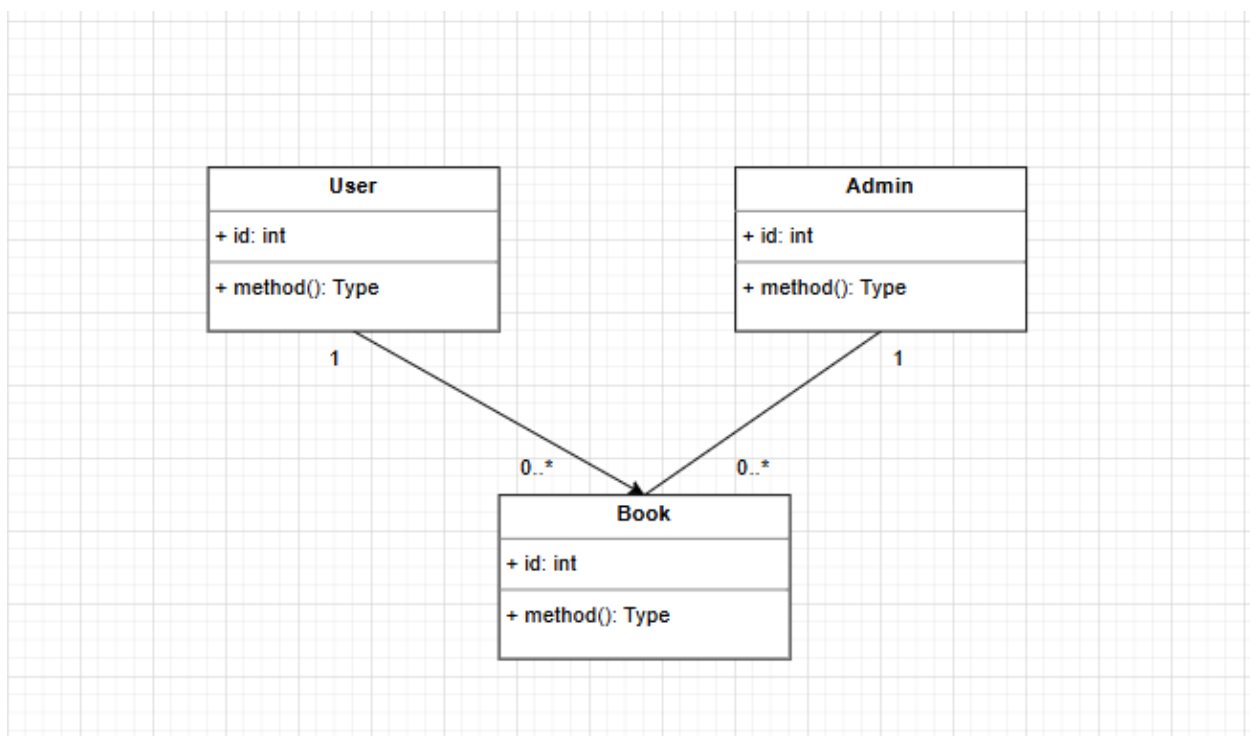 User
+ id: int
+ method(): Type
Admin
+ id: int
+ method(): Type
1
1
0..*
0..*
Book
+ id: int
+ method(): Type